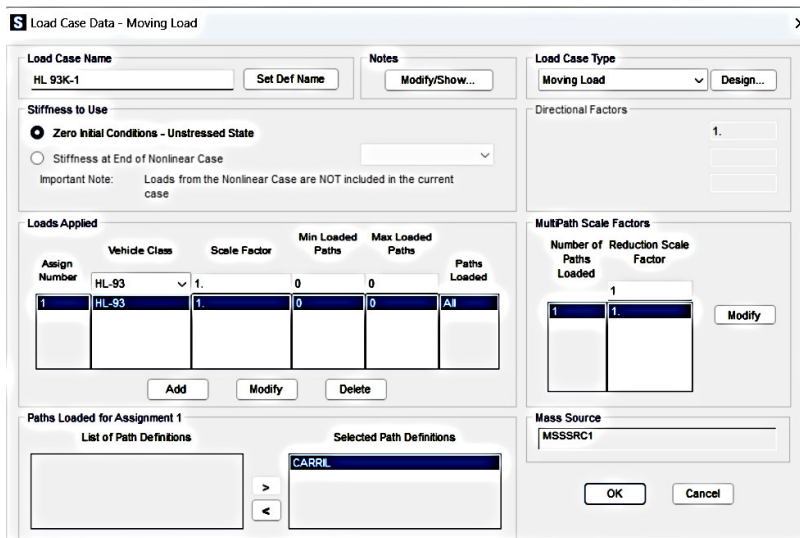 S Load Case Data - Moving Load
Load Case Name
HL 93K-1
Set Def Name
Notes
Modify/Show...
Load Case Type
Moving Load
Design...
Stiffness to Use
Zero Initial Conditions - Unstressed State
Stiffness at End of Nonlinear Case
Important Note: Loads from the Nonlinear Case are NOT included in the current
case
Directional Factors
1.
Loads Applied
Assign
Number
Vehicle Class
Scale Factor
Min Loaded
Paths
Max Loaded
Paths
Paths
Loaded
HL-93 1. 0 0
1 HL-93 1. 0 0 All
Add
Modify
Delete
MultiPath Scale Factors
Number of
Paths
Loaded
Reduction Scale
Factor
1
1 1.
Modify
Paths Loaded for Assignment 1
List of Path Definitions
Selected Path Definitions
CARRIL
>
<
Mass Source
MSSSRC1
OK
Cancel